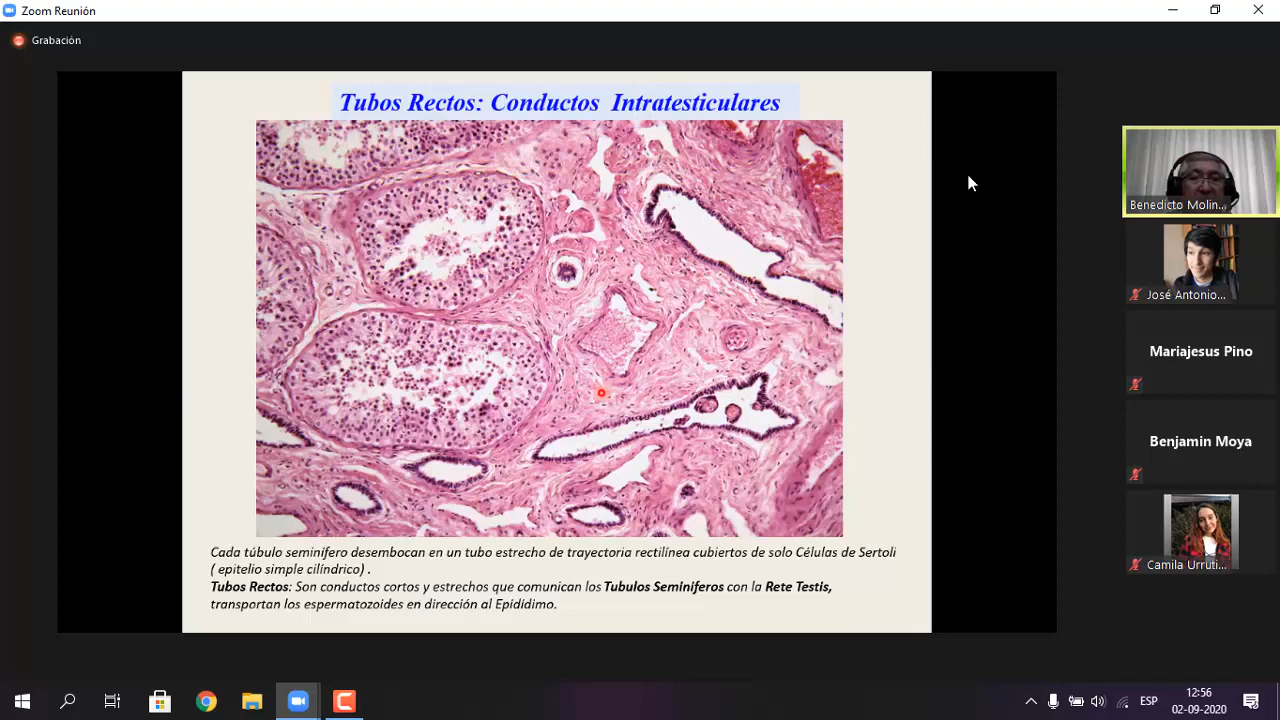 Zoom Reunión
Grabación
Tubos Rectos: Conductos Intratesticulares
Cada túbulo seminífero desembocan en un tubo estrecho de trayectoria rectilínea cubiertos de solo Células de Sertoli
( epitelio simple cilíndrico) .
Tubos Rectos: Son conductos cortos y estrechos que comunican los Tubulos Seminiferos con la Rete Testis,
transportan los espermatozoides en dirección al Epidídimo.
Benedicto Molin...
José Antonio...
Mariajesus Pino
Benjamin Moya
Camila Urruti...
ESP
12:56
02-09-2020